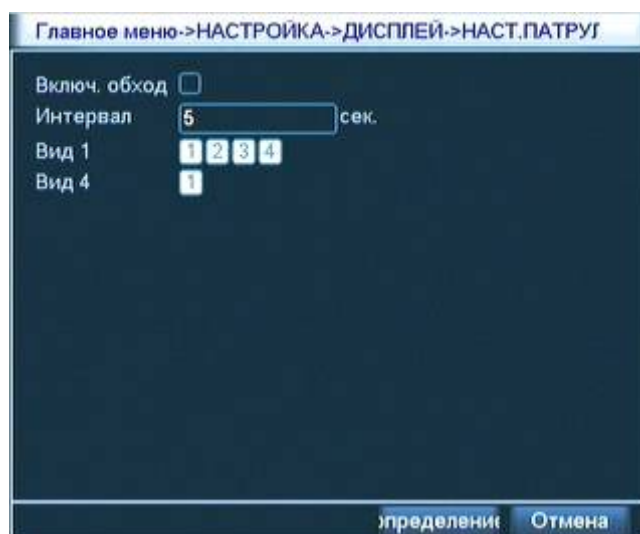 Главное меню->НАСТРОЙКА->ДИСПЛЕЙ->НАСТ.ПАТРУЛ
Включ. обход
Интервал 5 сек.
Вид 1 1 2 3 4
Вид 4 1
определение Отмена